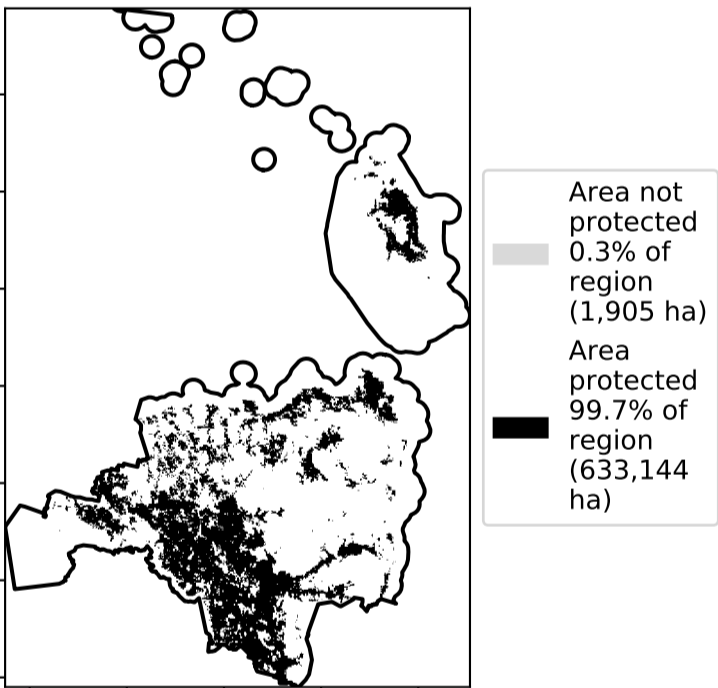 Area not
protected
0.3% of
region
(1,905 ha)
Area
protected
99.7% of
region
(633,144
ha)